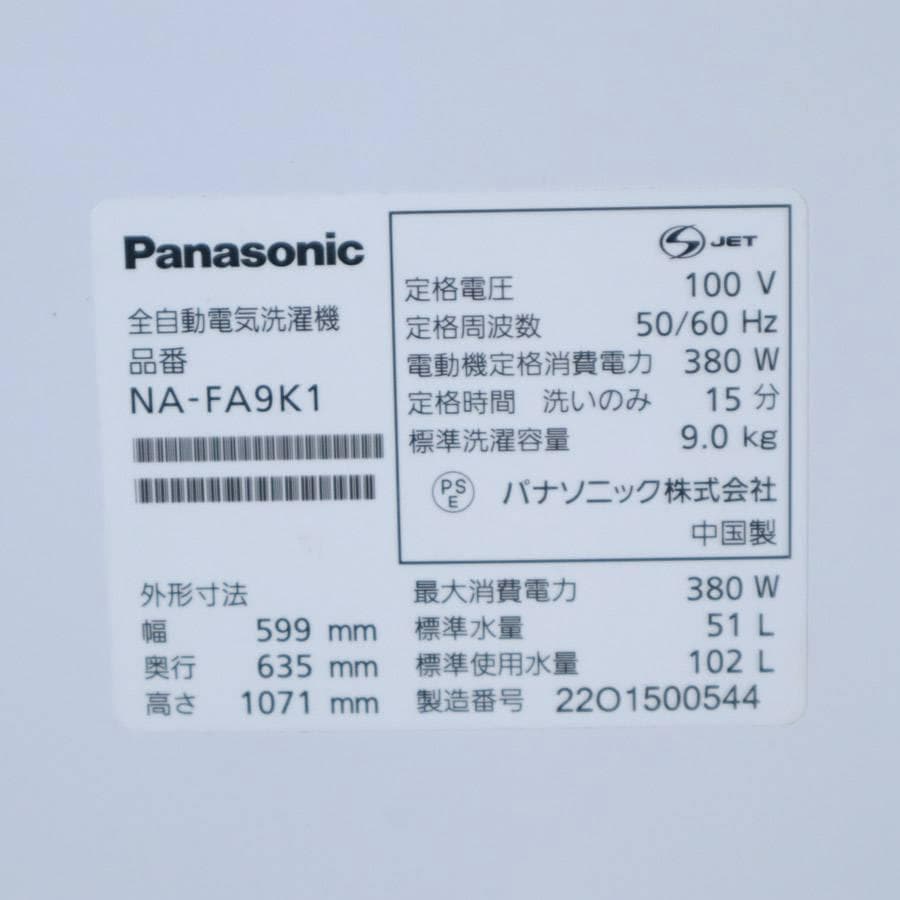 Panasonic
全自動電気洗濯機
品番
NA-FA9K1
JET
定格電圧 100 V
定格周波数 50/60 Hz
電動機定格消費電力 380 W
定格時間 洗いのみ 15 分
標準洗濯容量 9.0 kg
PS
E
パナソニック株式会社
中国製
外形寸法
幅 599 mm
奥行 635 mm
高さ 1071 mm
最大消費電力 380 W
標準水量 51 L
標準使用水量 102 L
製造番号 22O1500544